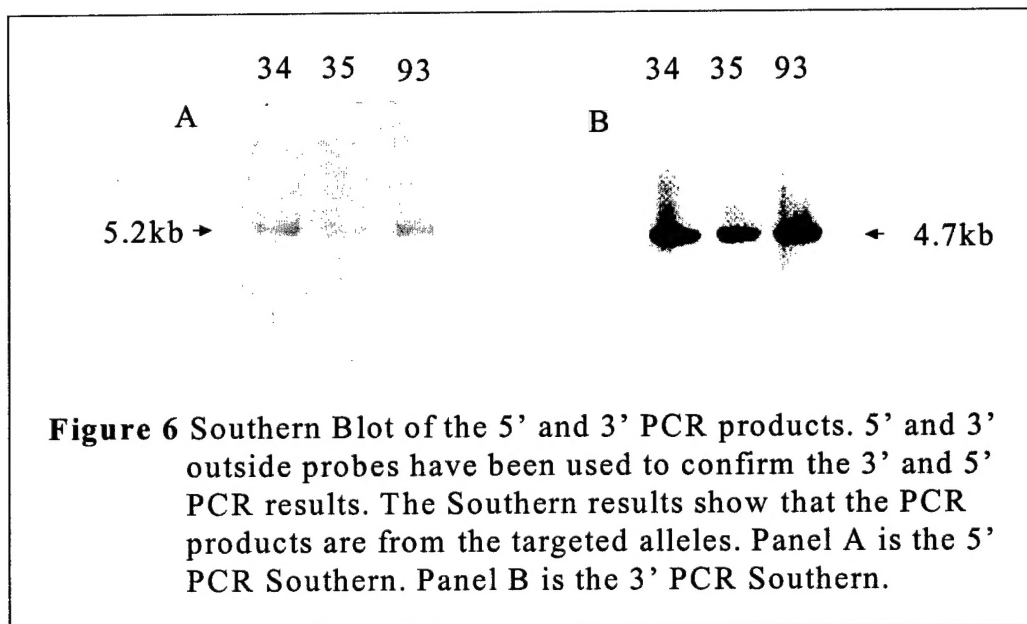 34 35 93
A
5.2kb
34 35 93
B
4.7kb
Figure 6 Southern Blot of the 5’ and 3’ PCR products. 5’ and 3’
outside probes have been used to confirm the 3’ and 5’
PCR results. The Southern results show that the PCR
products are from the targeted alleles. Panel A is the 5’
PCR Southern. Panel B is the 3’ PCR Southern.